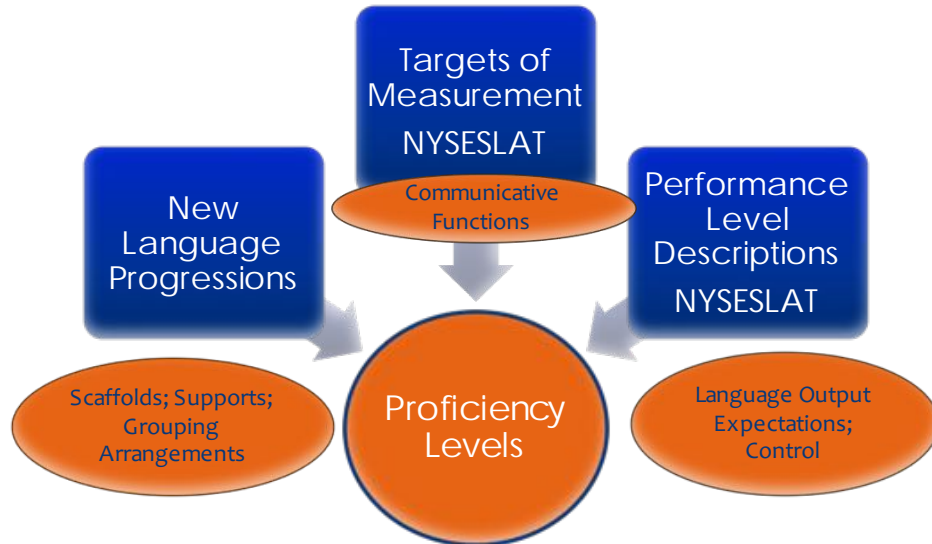 Targets of
Measurement
NYSESLAT
Communicative
Functions
New
Language
Progressions
Performance
Level
Descriptions
NYSESLAT
Scaffolds; Supports;
Grouping
Arrangements
Proficiency
Levels
Language Output
Expectations;
Control